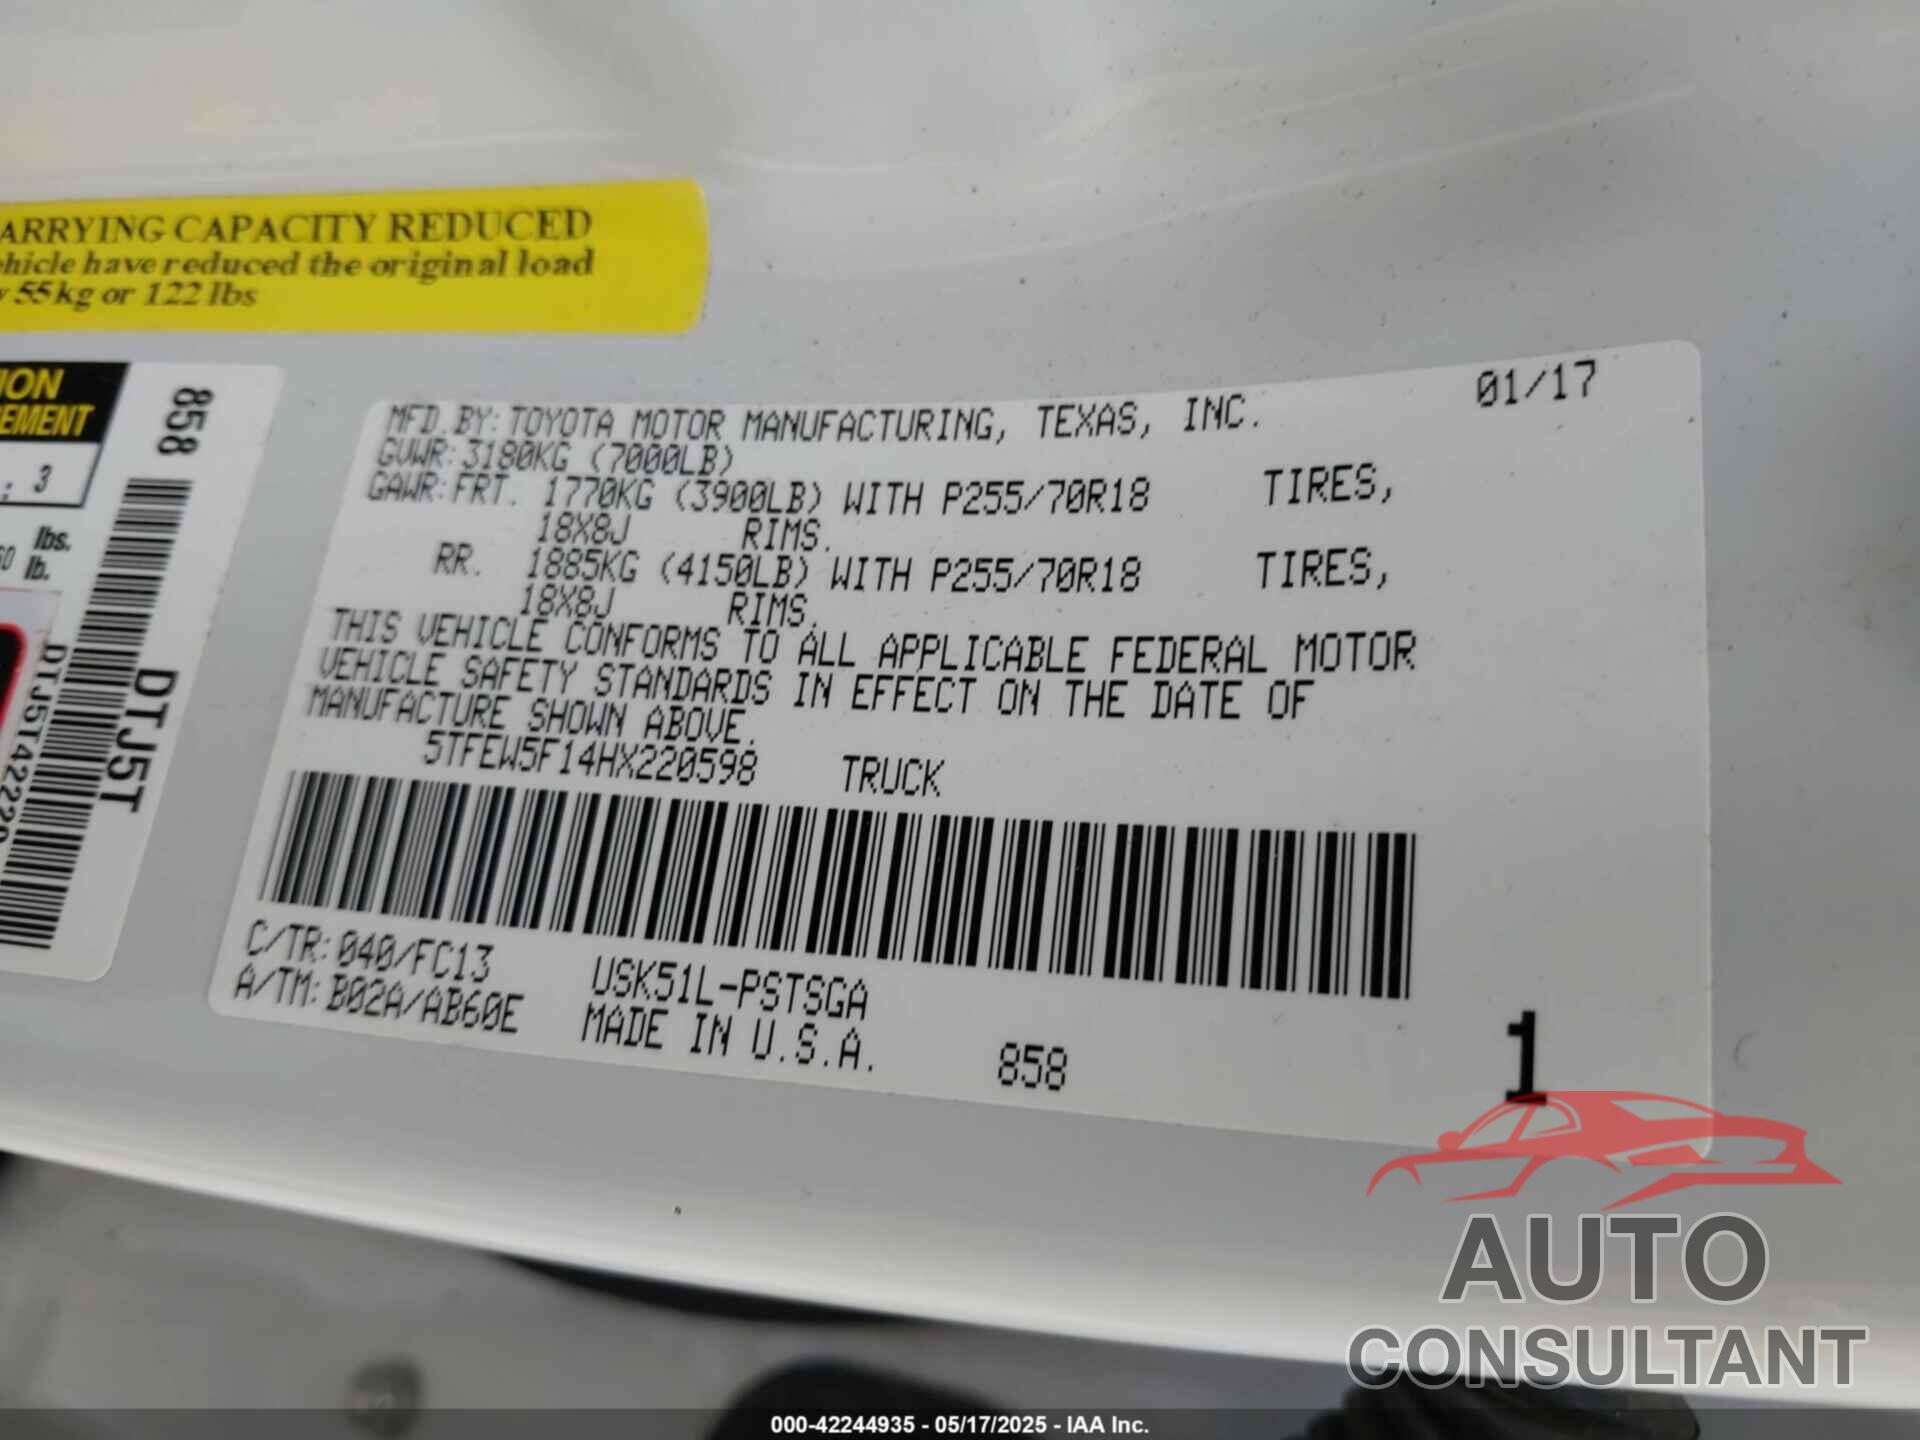 ARRYING CAPACITY REDUCED
hicle have reduced the original load
55 kg or 122 lbs
ION
EMENT
: 3
lbs.
lb.
858
DTJ5T
DTJ5T42220
MFD. BY: TOYOTA MOTOR MANUFACTURING, TEXAS, INC. 01/17
GVWR: 3180KG (7000LB)
GAWR: FRT. 1770KG (3900LB) WITH P255/70R18 TIRES,
18X8J RIMS.
RR. 1885KG (4150LB) WITH P255/70R18 TIRES,
18X8J RIMS.
THIS VEHICLE CONFORMS TO ALL APPLICABLE FEDERAL MOTOR
VEHICLE SAFETY STANDARDS IN EFFECT ON THE DATE OF
MANUFACTURE SHOWN ABOVE.
5TFEW5F14HX220598 TRUCK
C/TR: 040/FC13 USK51L-PSTSGA
A/TM: B02A/AB60E MADE IN U.S.A. 858
1
AUTO
CONSULTANT
000-42244935 - 05/17/2025 - IAA Inc.